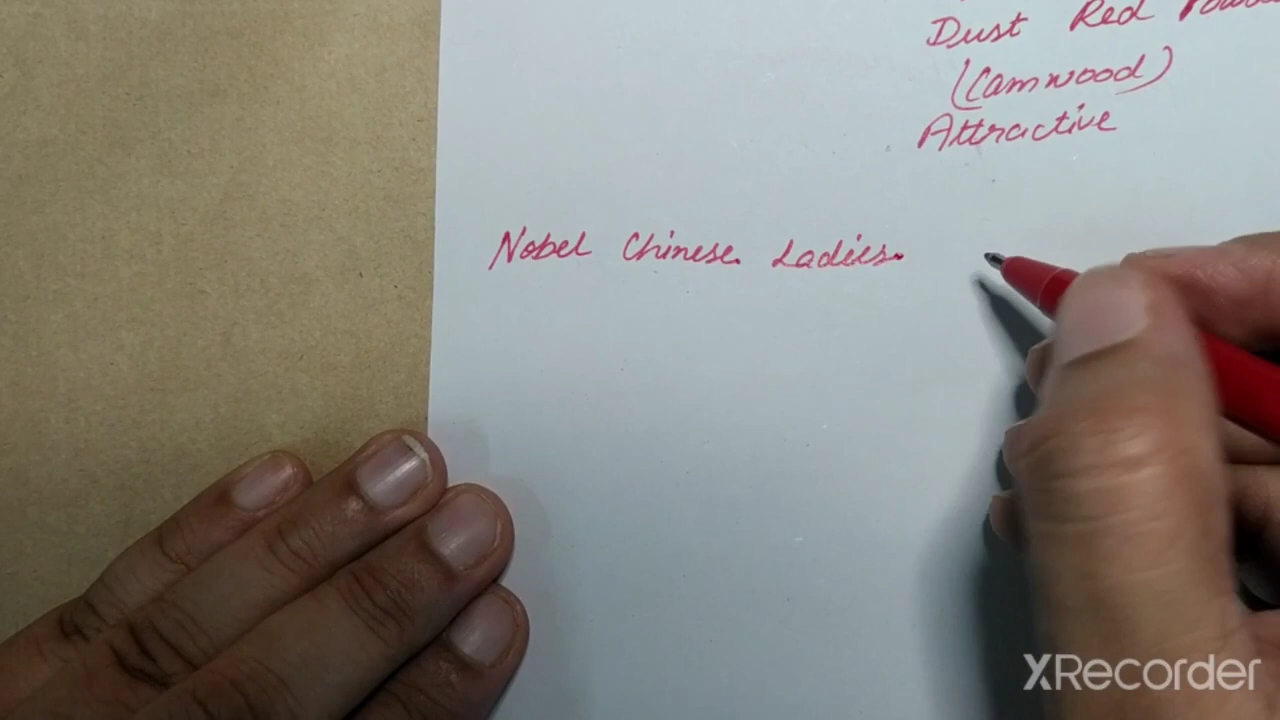 Dust Red
(Camwood)
Attractive
Nobel Chinese Ladies.
XRecorder